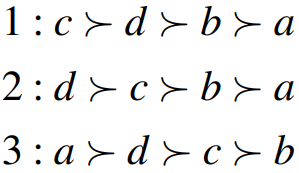 1 : c ≻ d ≻ b ≻ a
2 : d ≻ c ≻ b ≻ a
3 : a ≻ d ≻ c ≻ b